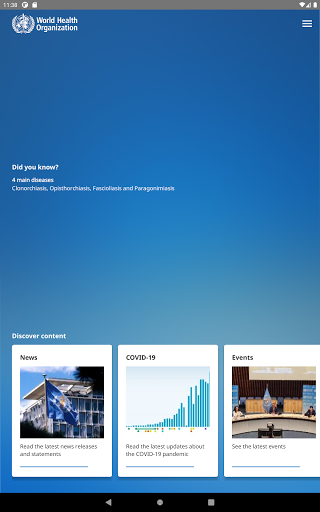 11:38
World Health
Organization
Did you know?
4 main diseases
Clonorchiasis, Opisthorchiasis, Fascioliasis and Paragonimiasis
Discover content
News
Read the latest news releases
and statements
COVID-19
Read the latest updates about
the COVID-19 pandemic
Events
See the latest events